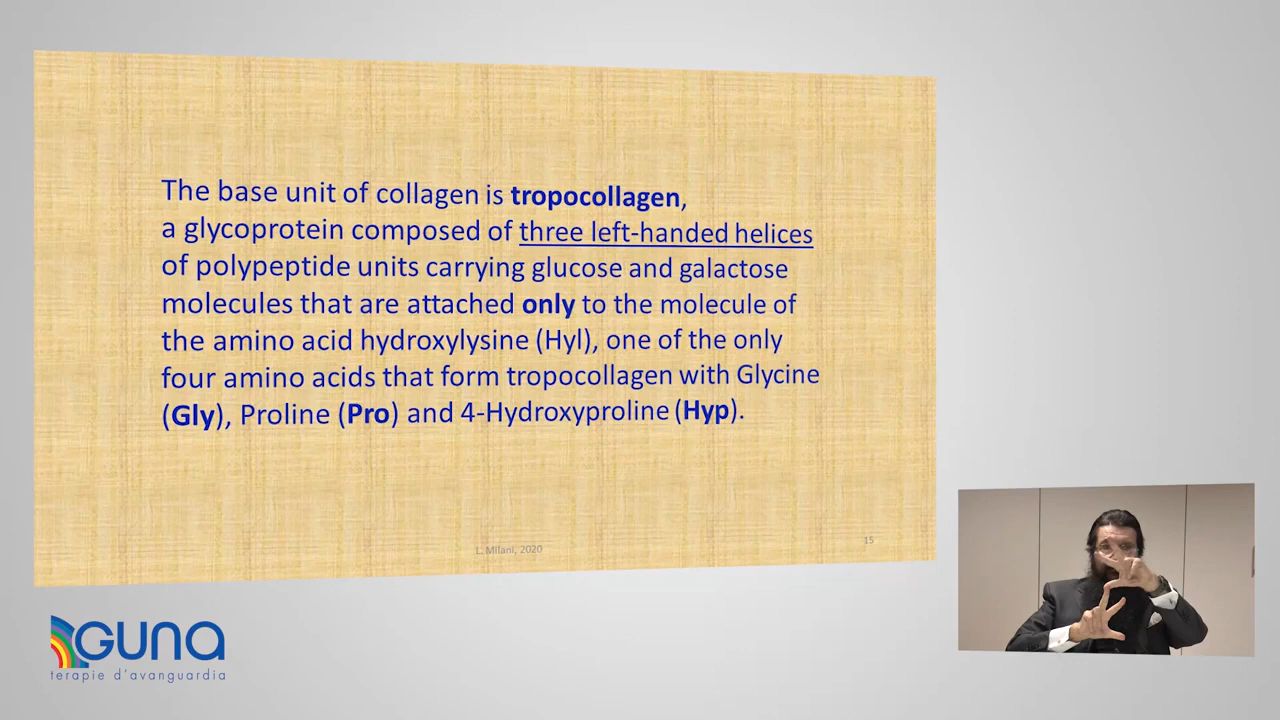 The base unit of collagen is tropocollagen,
a glycoprotein composed of three left-handed helices
of polypeptide units carrying glucose and galactose
molecules that are attached only to the molecule of
the amino acid hydroxylysine (Hyl), one of the only
four amino acids that form tropocollagen with Glycine
(Gly), Proline (Pro) and 4-Hydroxyproline (Hyp).
L. Milani, 2020
15
GUNA
terapie d'avanguardia